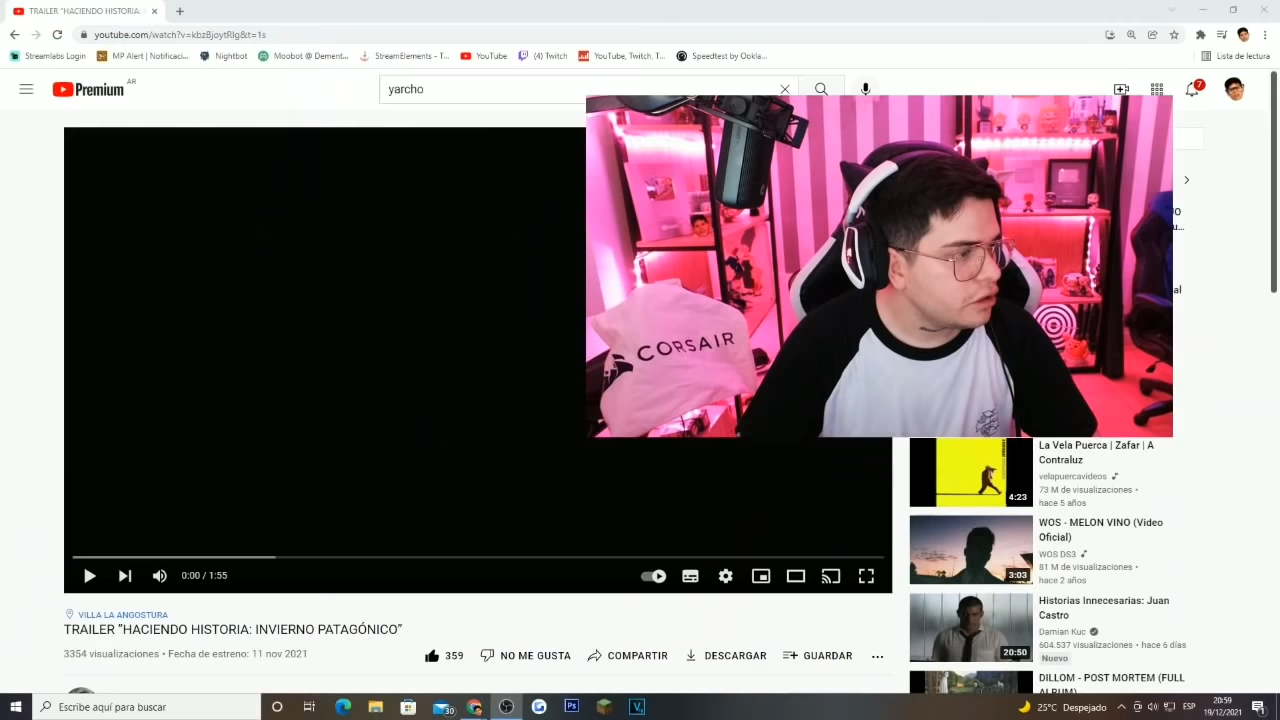 TRAILER "HACIENDO HISTORIA:
youtube.com/watch?v=kbzBjoytRlg&t=1s
Streamlabs Login
MP Alert | Notificaci...
Nightbot
Moobot @ Dement...
StreamElements - T...
YouTube
(4) Twitch
YouTube, Twitch, T...
Speedtest by Ookla...
Lista de lectura
Premium
AR
yarcho
7
CORSAIR
La Vela Puerca | Zafar | A
Contraluz
velapuercavideos
73 M de visualizaciones •
hace 5 años
4:23
WOS - MELON VINO (Video
Oficial)
WOS DS3
81 M de visualizaciones •
hace 2 años
3:03
Historias Innecesarias: Juan
Castro
Damian Kuc
604.537 visualizaciones • hace 6 días
Nuevo
20:50
DILLOM - POST MORTEM (FULL
ALBUM)
0:00 / 1:55
VILLA LA ANGOSTURA
TRAILER "HACIENDO HISTORIA: INVIERNO PATAGÓNICO"
3354 visualizaciones • Fecha de estreno: 11 nov 2021
359
NO ME GUSTA
COMPARTIR
DESCARGAR
GUARDAR
Escribe aquí para buscar
30
25°C Despejado
ESP
20:59
19/12/2021
1